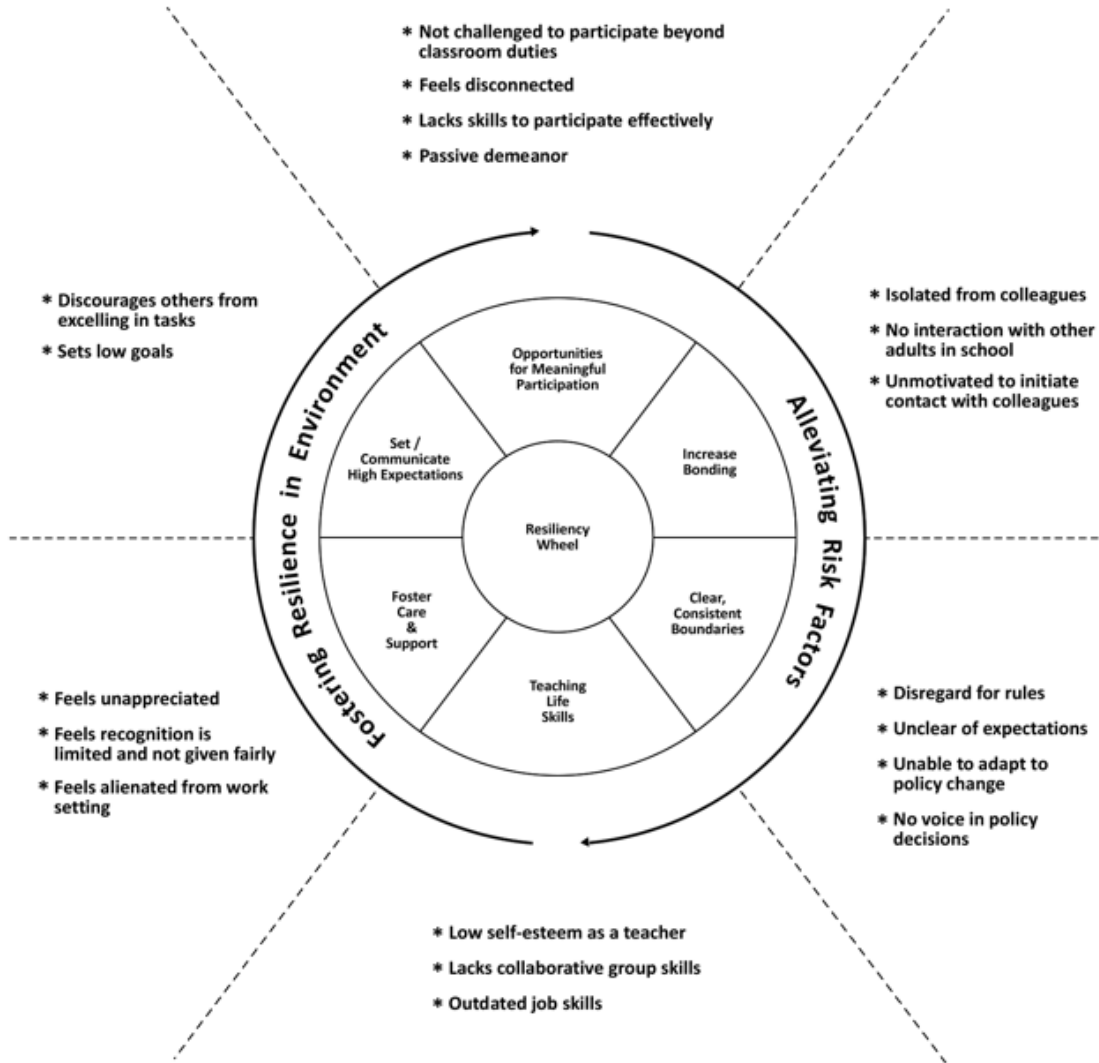 * Not challenged to participate beyond
classroom duties
* Feels disconnected
* Lacks skills to participate effectively
* Passive demeanor
* Discourages others from
excelling in tasks
* Sets low goals
* Isolated from colleagues
* No interaction with other
adults in school
* Unmotivated to initiate
contact with colleagues
Fostering Resilience in Environment
Alleviating Risk Factors
Opportunities
for Meaningful
Participation
Set /
Communicate
High Expectations
Increase
Bonding
Resiliency
Wheel
Foster
Care
&
Support
Clear,
Consistent
Boundaries
Teaching
Life
Skills
* Feels unappreciated
* Feels recognition is
limited and not given fairly
* Feels alienated from work
setting
* Disregard for rules
* Unclear of expectations
* Unable to adapt to
policy change
* No voice in policy
decisions
* Low self-esteem as a teacher
* Lacks collaborative group skills
* Outdated job skills